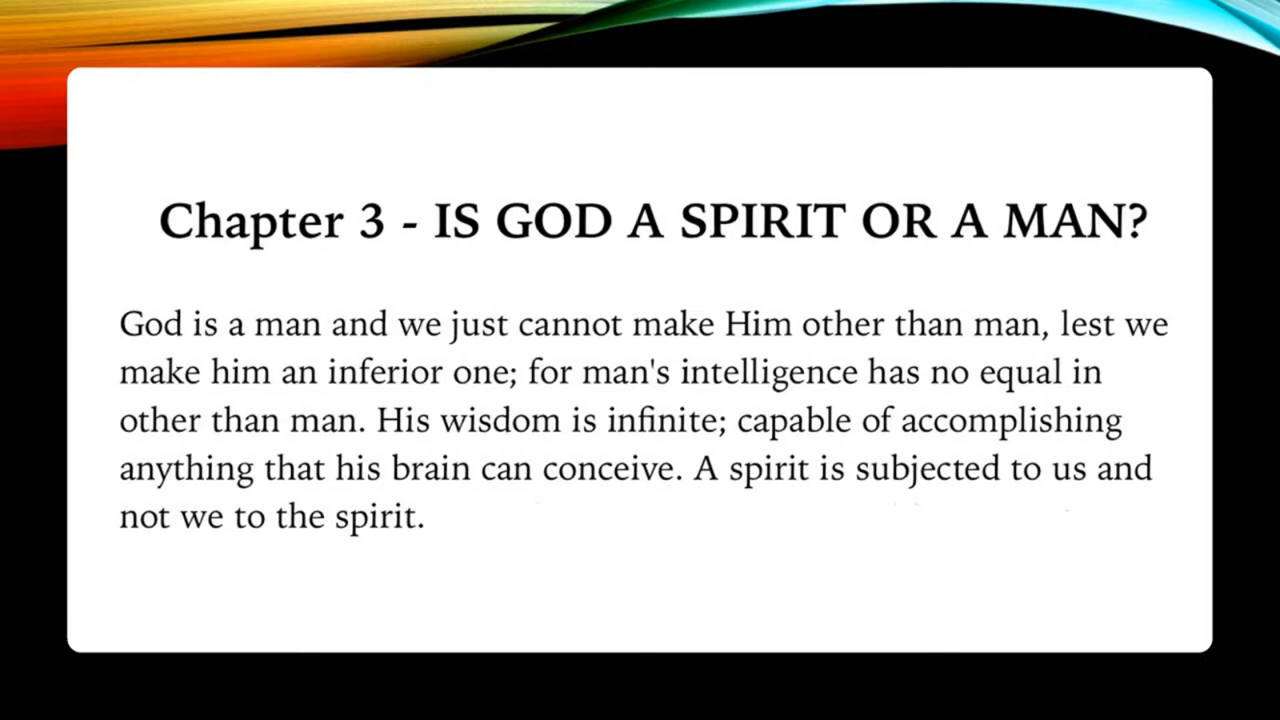 Chapter 3 - IS GOD A SPIRIT OR A MAN?
God is a man and we just cannot make Him other than man, lest we
make him an inferior one; for man's intelligence has no equal in
other than man. His wisdom is infinite; capable of accomplishing
anything that his brain can conceive. A spirit is subjected to us and
not we to the spirit.